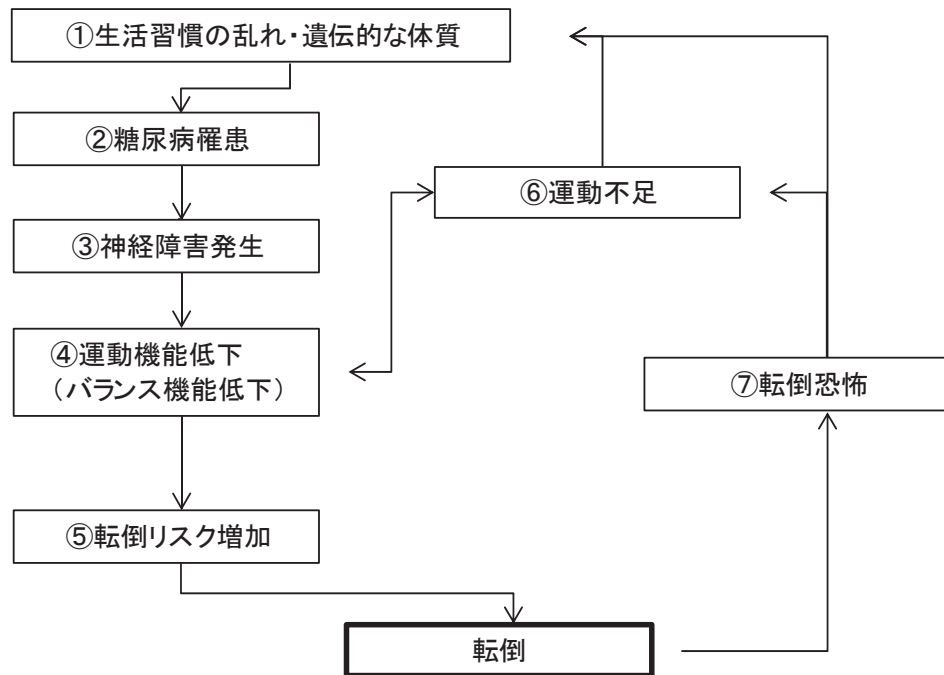 ①生活習慣の乱れ・遺伝的な体質
②糖尿病罹患
⑥運動不足
③神経障害発生
④運動機能低下
（バランス機能低下）
⑦転倒恐怖
⑤転倒リスク増加
転倒